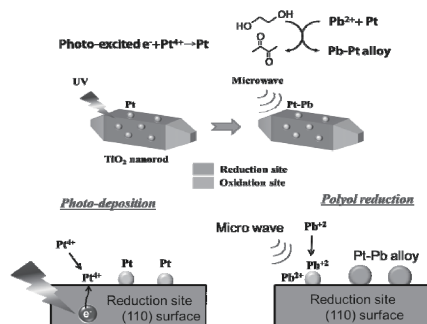 HO
OH
Photo-excited e⁻+Pt⁴⁺→Pt
Pb²⁺+ Pt
O
O
Pb-Pt alloy
UV
Pt
Microwave
Pt-Pb
TiO₂ nanorod
Reduction site
Oxidation site
Photo-deposition
Polyol reduction
Pt⁴⁺
Pt⁴⁺
Pt
Pt
e⁻
Reduction site
(110) surface
Micro wave
Pb⁺²
Pb²⁺
Pb⁺²
Pt-Pb alloy
Reduction site
(110) surface